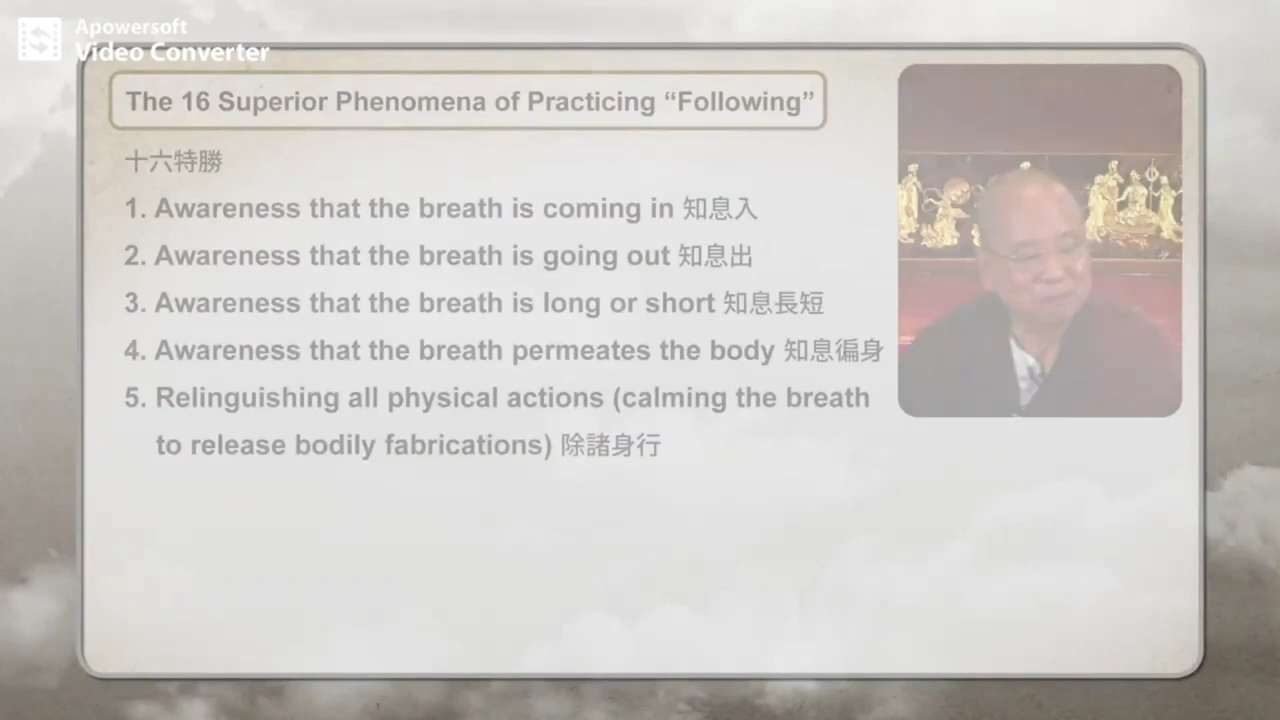 Apowersoft
Video Converter
The 16 Superior Phenomena of Practicing “Following”
十六特勝
1. Awareness that the breath is coming in 知息入
2. Awareness that the breath is going out 知息出
3. Awareness that the breath is long or short 知息長短
4. Awareness that the breath permeates the body 知息徧身
5. Relinguishing all physical actions (calming the breath
to release bodily fabrications) 除諸身行